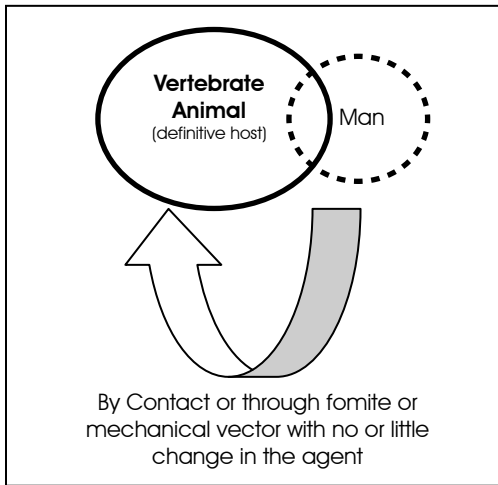 Vertebrate
Animal
(definitive host)
Man
By Contact or through fomite or
mechanical vector with no or little
change in the agent